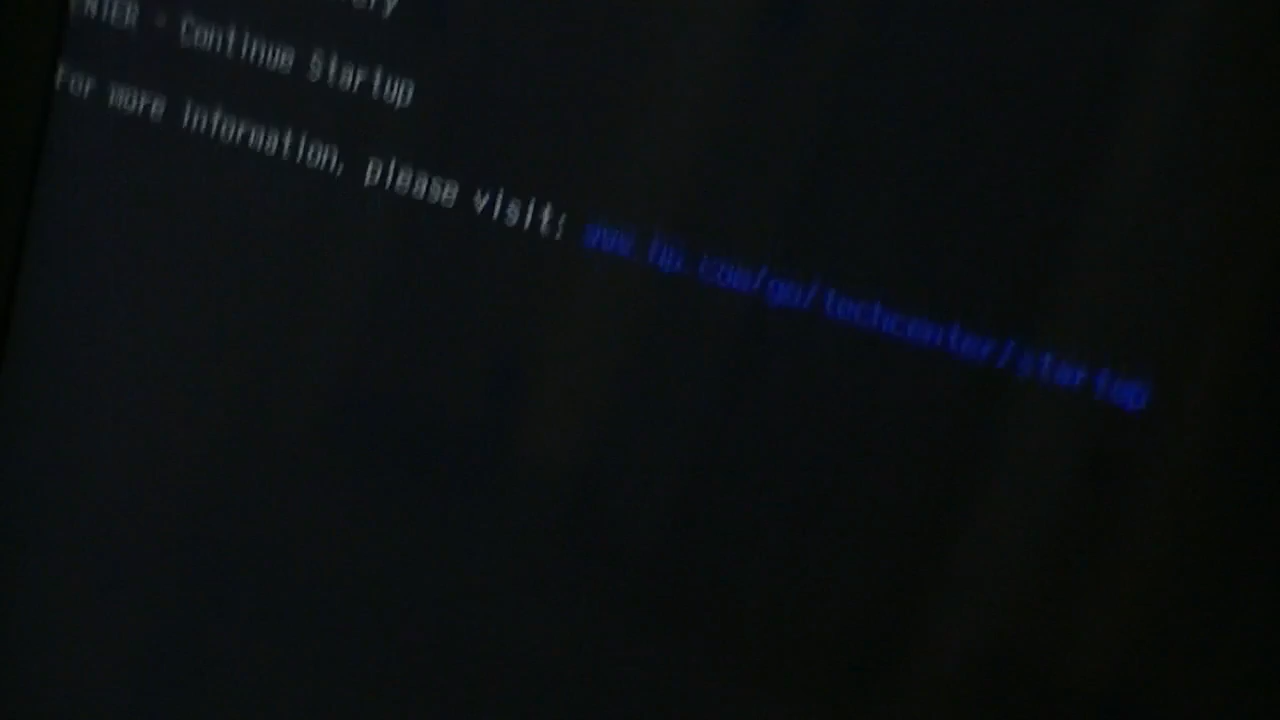 ENTER - Continue Startup
For more information, please visit: www.hp.com/go/techcenter/startup